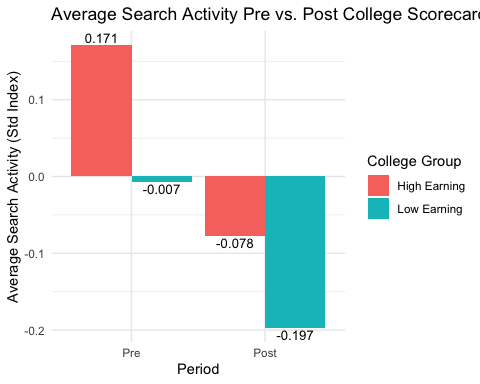 Average Search Activity Pre vs. Post College Scorecard
0.171
0.1
College Group
High Earning
0.0
-0.007
Low Earning
-0.078
-0.1
-0.197
-0.2
Pre
Post
Period
Average Search Activity (Std Index)